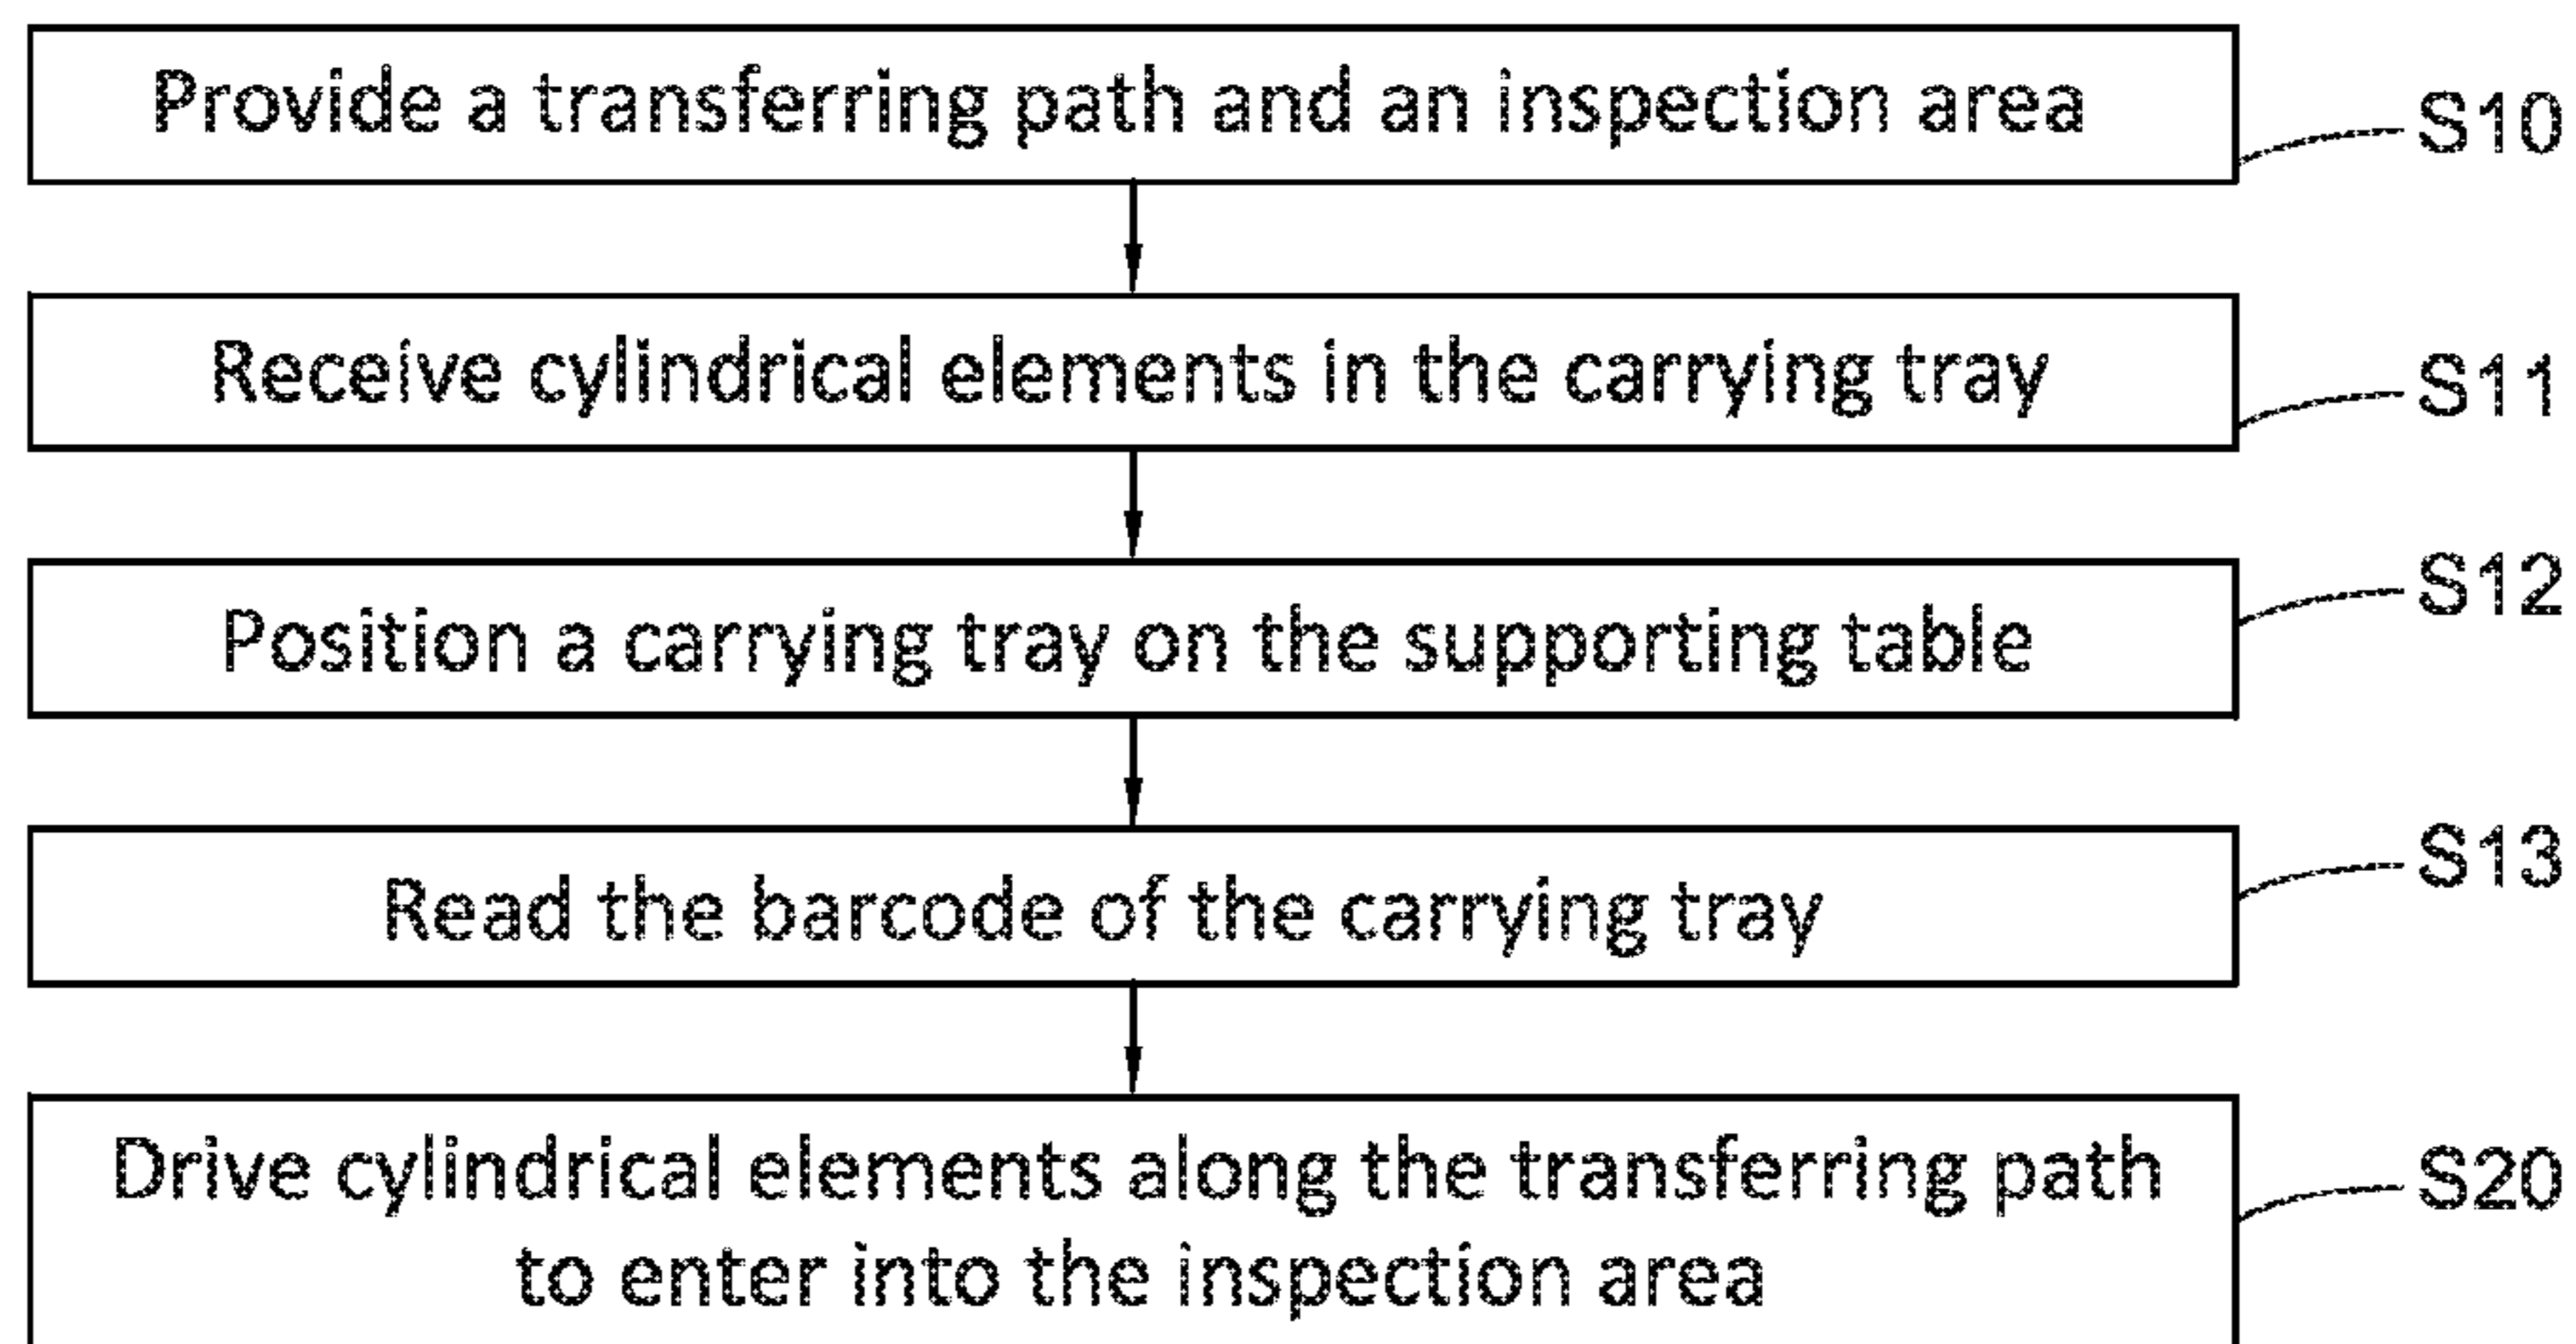 Provide a transferring path and an inspection area
S10
Receive cylindrical elements in the carrying tray
S11
Position a carrying tray on the supporting table
S12
Read the barcode of the carrying tray
S13
Drive cylindrical elements along the transferring path
to enter into the inspection area
S20